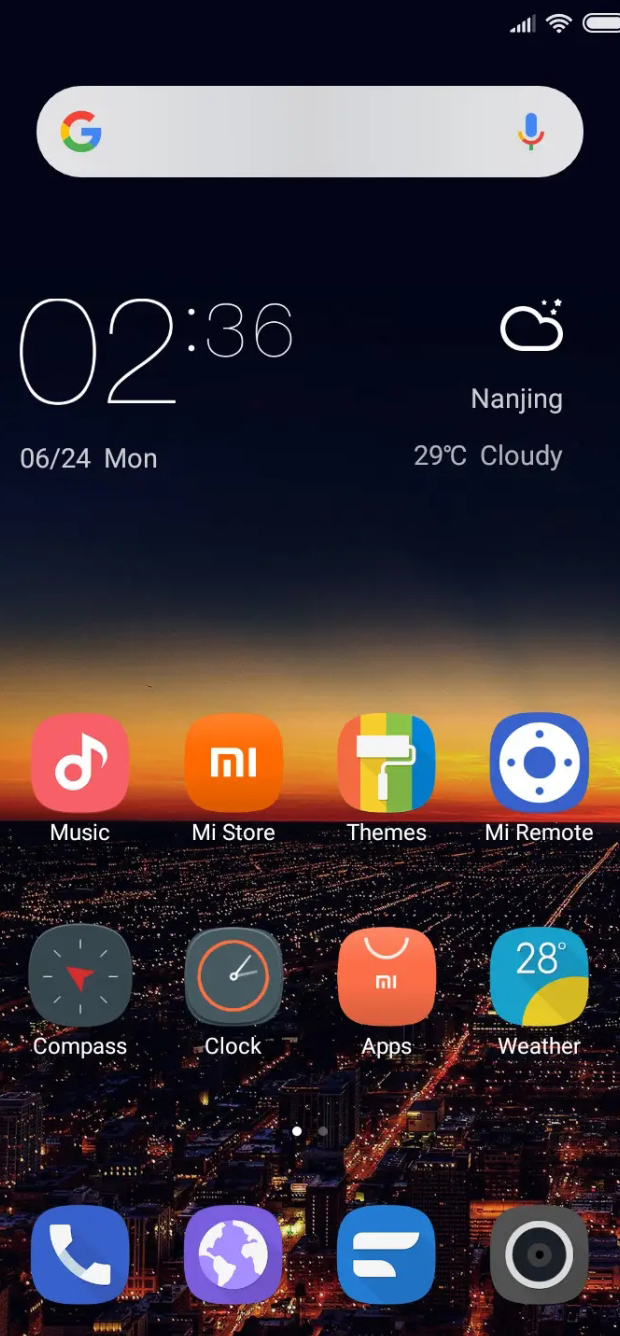 02:36
Nanjing
06/24 Mon
29℃ Cloudy
mi
Music
Mi Store
Themes
Mi Remote
mi
28°
Compass
Clock
Apps
Weather